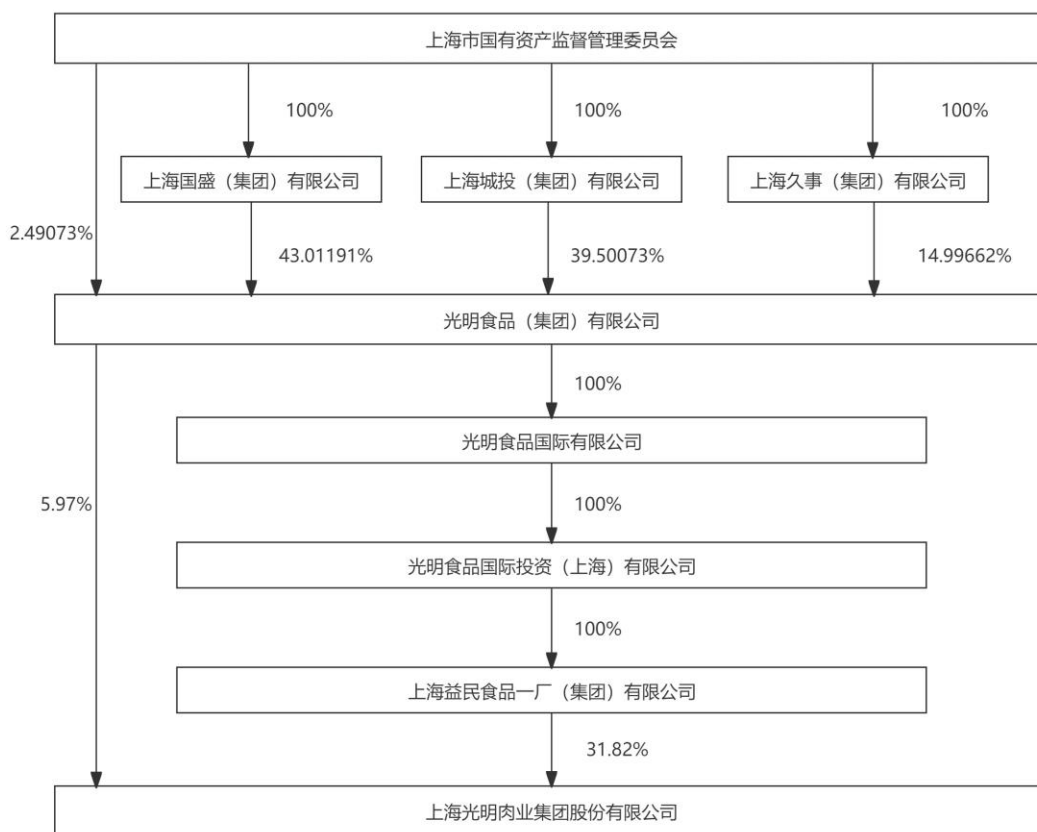 上海市国有资产监督管理委员会
100%
100%
100%
上海国盛（集团）有限公司
上海城投（集团）有限公司
上海久事（集团）有限公司
2.49073%
43.01191%
39.50073%
14.99662%
光明食品（集团）有限公司
100%
光明食品国际有限公司
5.97%
100%
光明食品国际投资（上海）有限公司
100%
上海益民食品一厂（集团）有限公司
31.82%
上海光明肉业集团股份有限公司